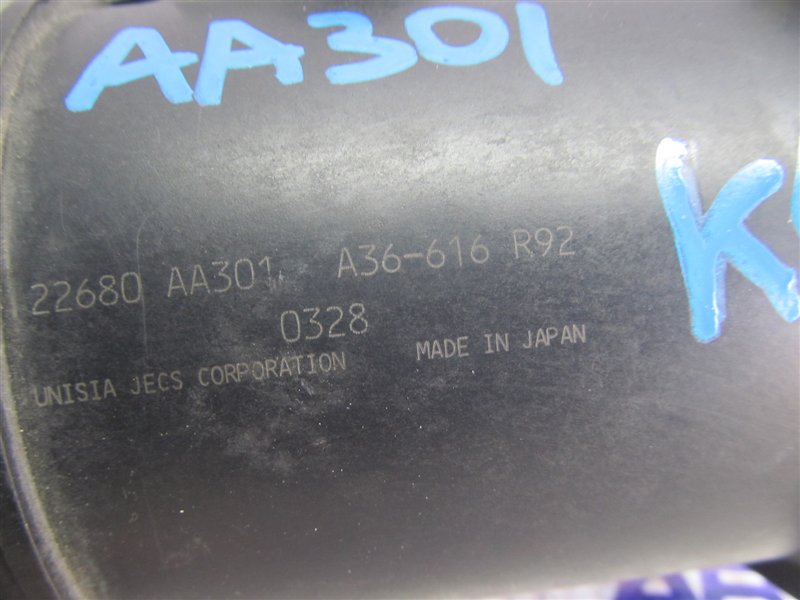 AA301
K
22680 AA301 A36-616 R92
0328
UNISIA JECS CORPORATION MADE IN JAPAN